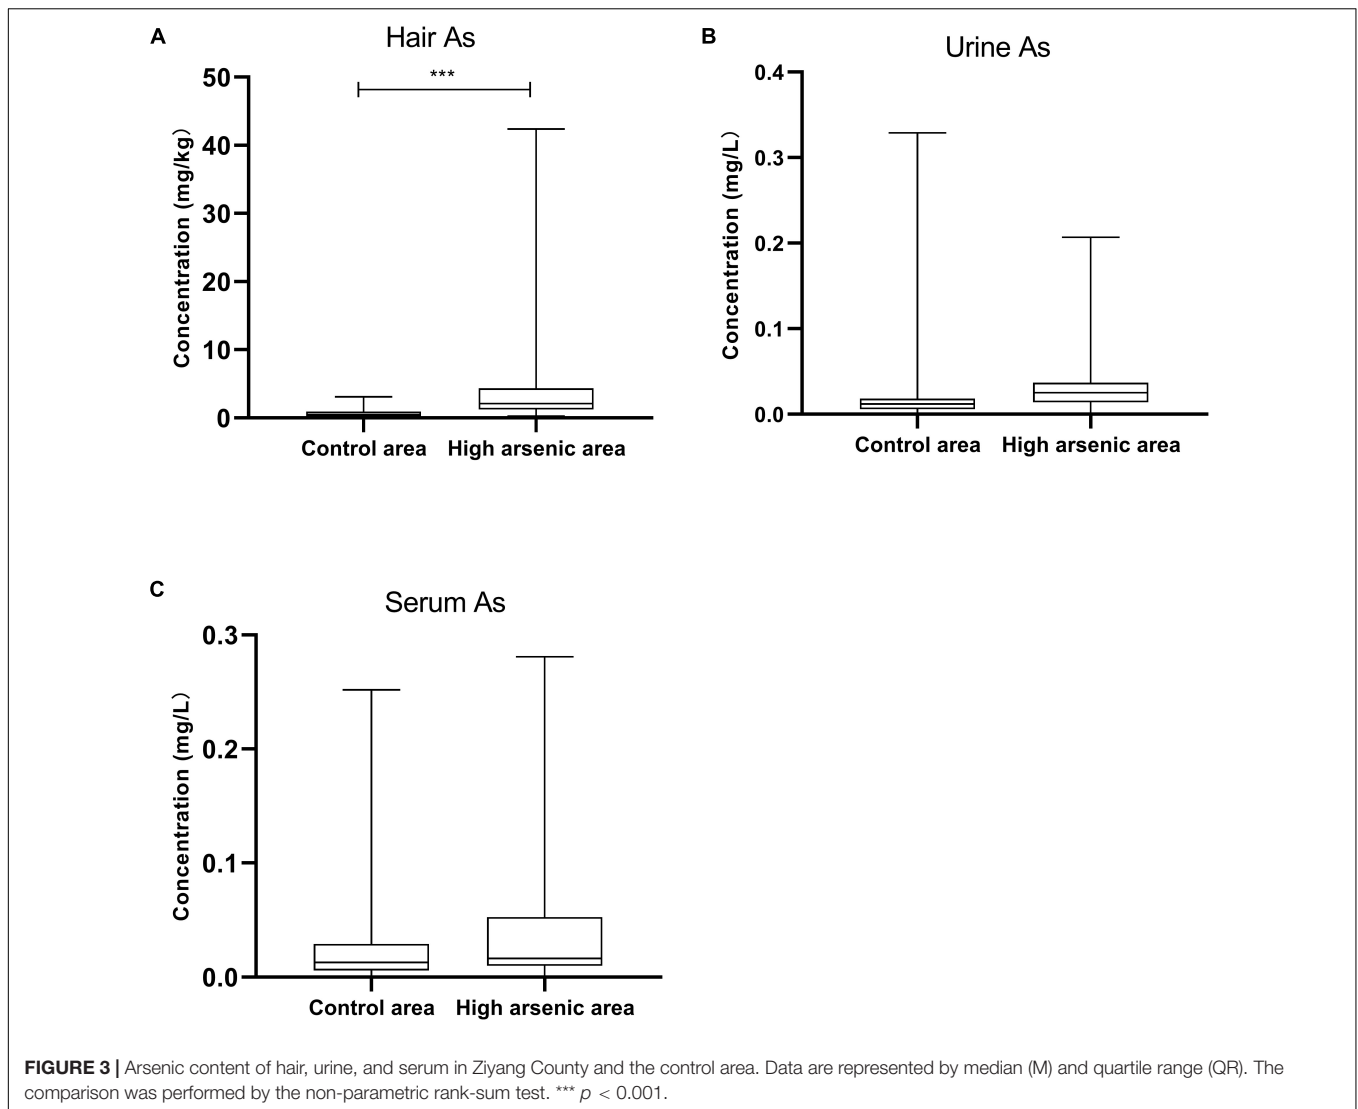 A
Hair As
***
Concentration (mg/kg）
50
40
30
20
10
0
Control area
High arsenic area
B
Urine As
Concentration (mg/L）
0.4
0.3
0.2
0.1
0.0
Control area
High arsenic area
C
Serum As
Concentration (mg/L）
0.3
0.2
0.1
0.0
Control area
High arsenic area
FIGURE 3 | Arsenic content of hair, urine, and serum in Ziyang County and the control area. Data are represented by median (M) and quartile range (QR). The
comparison was performed by the non-parametric rank-sum test. *** p < 0.001.